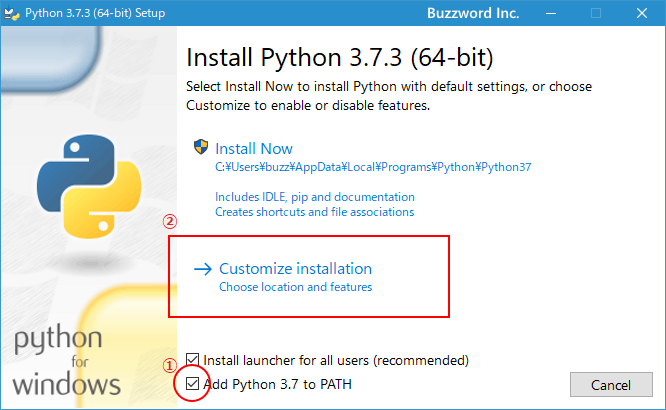 Python 3.7.3 (64-bit) Setup
Buzzword Inc.
Install Python 3.7.3 (64-bit)
Select Install Now to install Python with default settings, or choose
Customize to enable or disable features.
Install Now
C:¥Users¥buzz¥AppData¥Local¥Programs¥Python¥Python37
Includes IDLE, pip and documentation
Creates shortcuts and file associations
②
Customize installation
Choose location and features
python
for
windows
①
Install launcher for all users (recommended)
Add Python 3.7 to PATH
Cancel